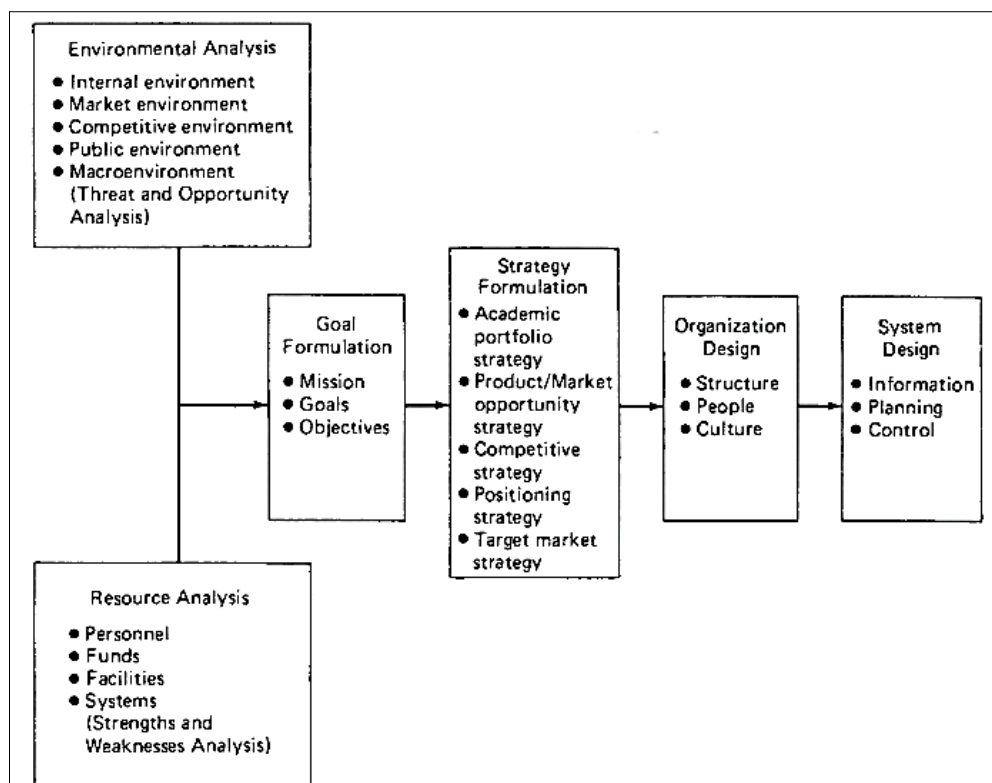 Environmental Analysis
● Internal environment
● Market environment
● Competitive environment
● Public environment
● Macroenvironment
(Threat and Opportunity
Analysis)
Resource Analysis
● Personnel
● Funds
● Facilities
● Systems
(Strengths and
Weaknesses Analysis)
Goal
Formulation
● Mission
● Goals
● Objectives
Strategy
Formulation
● Academic
portfolio
strategy
● Product/Market
opportunity
strategy
● Competitive
strategy
● Positioning
strategy
● Target market
strategy
Organization
Design
● Structure
● People
● Culture
System
Design
● Information
● Planning
● Control